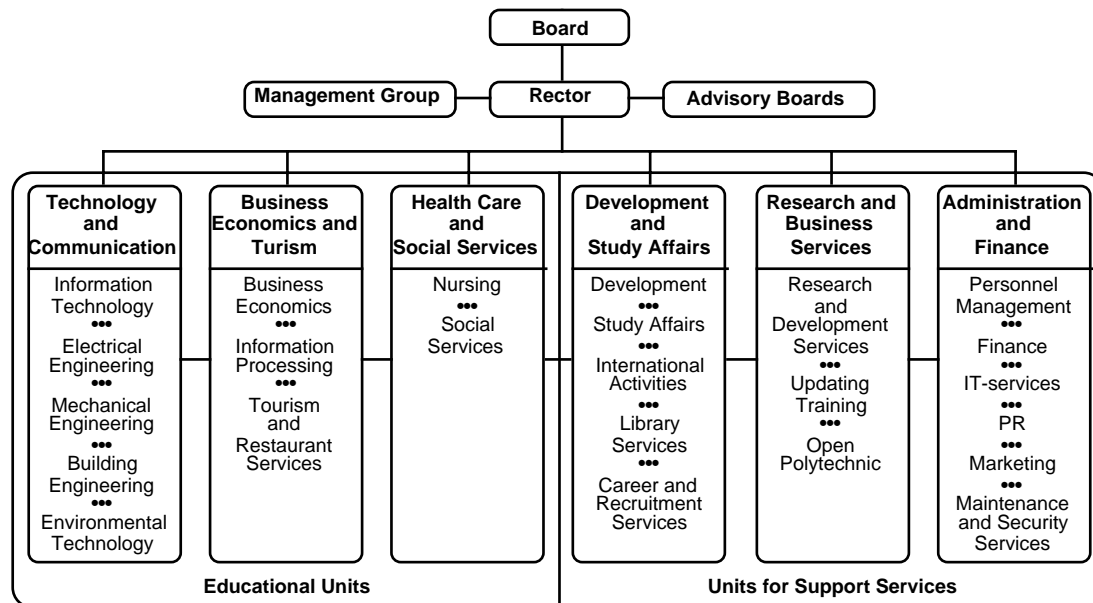 Board
Management Group
Rector
Advisory Boards
Technology
and
Communication
Information
Technology
•••
Electrical
Engineering
•••
Mechanical
Engineering
•••
Building
Engineering
•••
Environmental
Technology
Business
Economics and
Turism
Business
Economics
•••
Information
Processing
•••
Tourism
and
Restaurant
Services
Health Care
and
Social Services
Nursing
•••
Social
Services
Development
and
Study Affairs
Development
•••
Study Affairs
•••
International
Activities
•••
Library
Services
•••
Career and
Recruitment
Services
Research and
Business
Services
Research
and
Development
Services
•••
Updating
Training
•••
Open
Polytechnic
Administration
and
Finance
Personnel
Management
•••
Finance
•••
IT-services
•••
PR
•••
Marketing
•••
Maintenance
and Security
Services
Educational Units
Units for Support Services